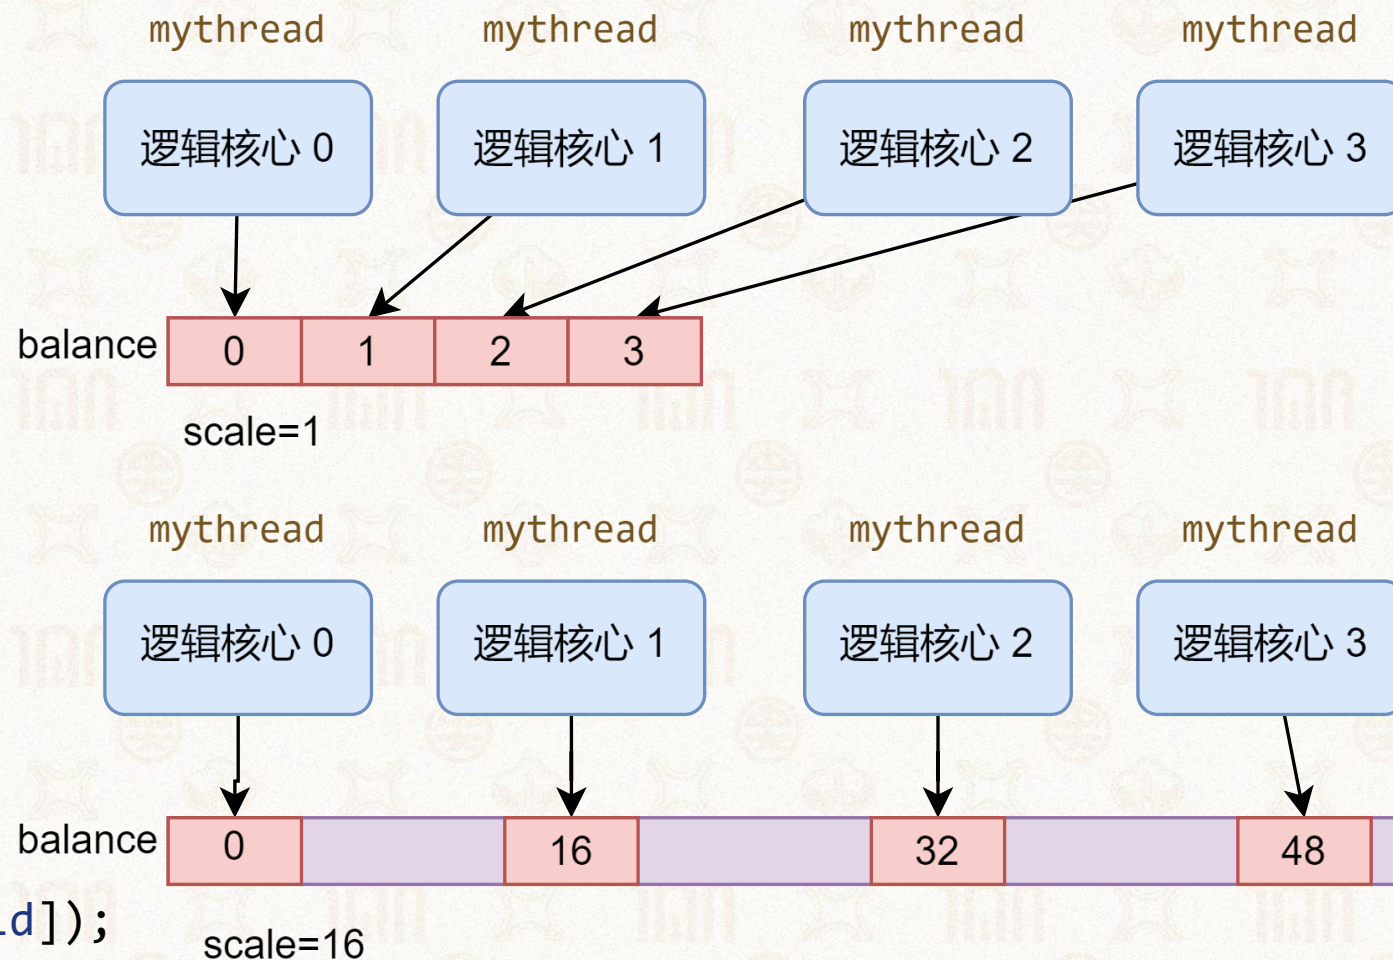 mythread mythread mythread mythread
逻辑核心 0 逻辑核心 1 逻辑核心 2 逻辑核心 3
balance 0 1 2 3
scale=1
mythread mythread mythread mythread
逻辑核心 0 逻辑核心 1 逻辑核心 2 逻辑核心 3
balance 0 16 32 48
d]);
scale=16